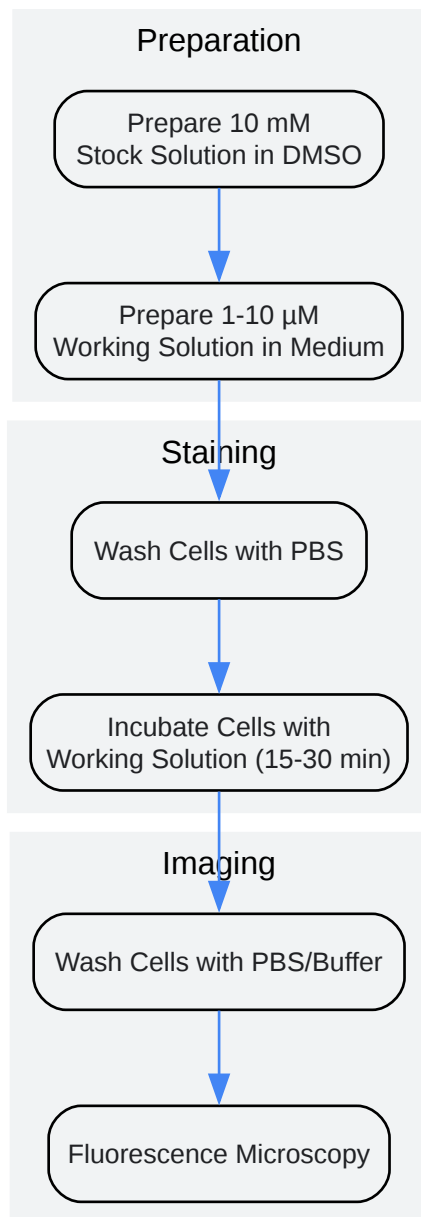 Preparation
Prepare 10 mM
Stock Solution in DMSO
Prepare 1-10 µM
Working Solution in Medium
Staining
Wash Cells with PBS
Incubate Cells with
Working Solution (15-30 min)
Imaging
Wash Cells with PBS/Buffer
Fluorescence Microscopy